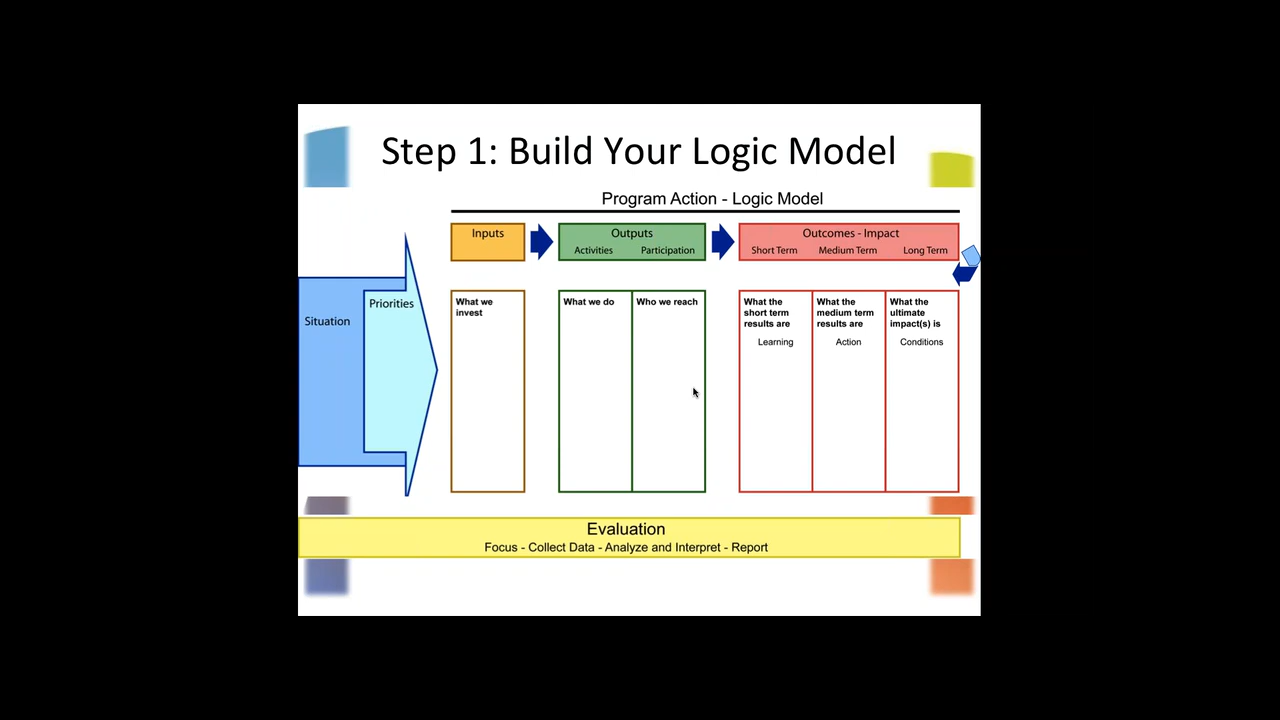 Step 1: Build Your Logic Model
Program Action - Logic Model
Inputs
Outputs
Activities Participation
Outcomes - Impact
Short Term Medium Term Long Term
Situation
Priorities
What we
invest
What we do
Who we reach
What the
short term
results are
Learning
What the
medium term
results are
Action
What the
ultimate
impact(s) is
Conditions
Evaluation
Focus - Collect Data - Analyze and Interpret - Report